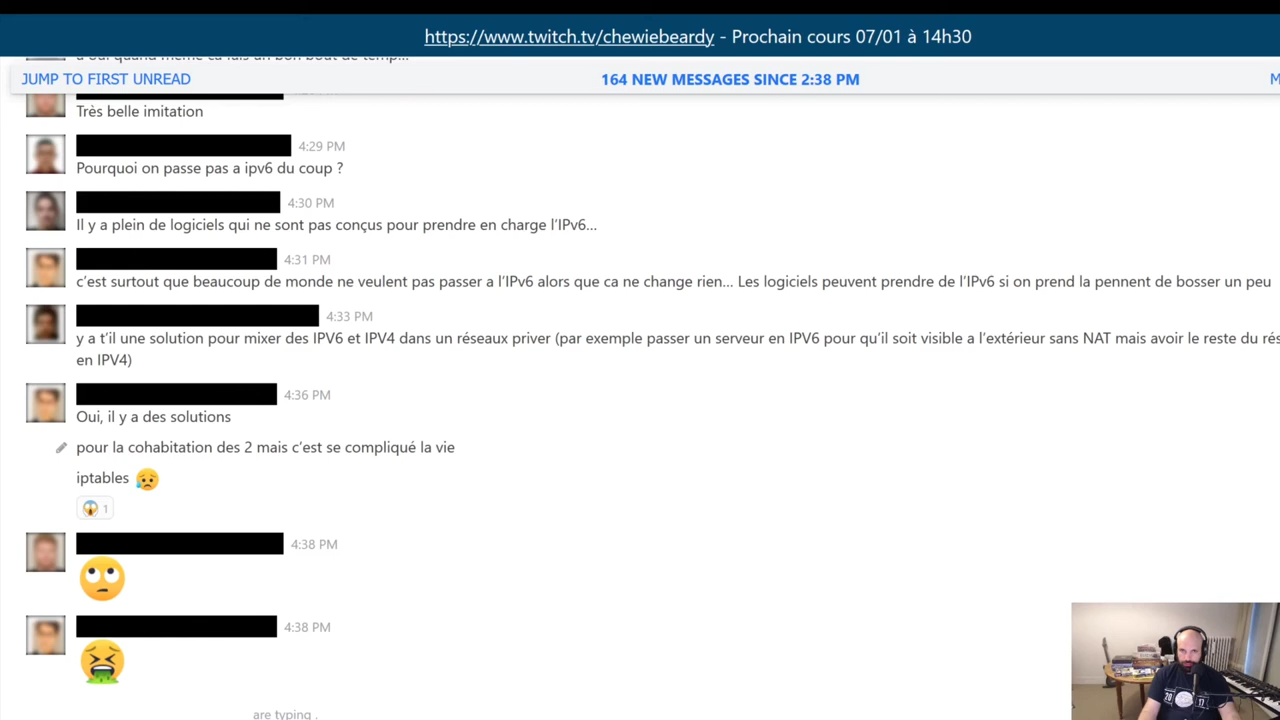 https://www.twitch.tv/chewiebeardy - Prochain cours 07/01 à 14h30
JUMP TO FIRST UNREAD
164 NEW MESSAGES SINCE 2:38 PM
M
Très belle imitation
4:29 PM
Pourquoi on passe pas a ipv6 du coup ?
4:30 PM
Il y a plein de logiciels qui ne sont pas conçus pour prendre en charge l’IPv6...
4:31 PM
c’est surtout que beaucoup de monde ne veulent pas passer a l’IPv6 alors que ca ne change rien... Les logiciels peuvent prendre de l’IPv6 si on prend la pennent de bosser un peu
4:33 PM
y a t’il une solution pour mixer des IPV6 et IPV4 dans un réseaux priver (par exemple passer un serveur en IPV6 pour qu’il soit visible a l’extérieur sans NAT mais avoir le reste du rés
en IPV4)
4:36 PM
Oui, il y a des solutions
pour la cohabitation des 2 mais c’est se compliqué la vie
iptables
1
4:38 PM
4:38 PM
are typing .